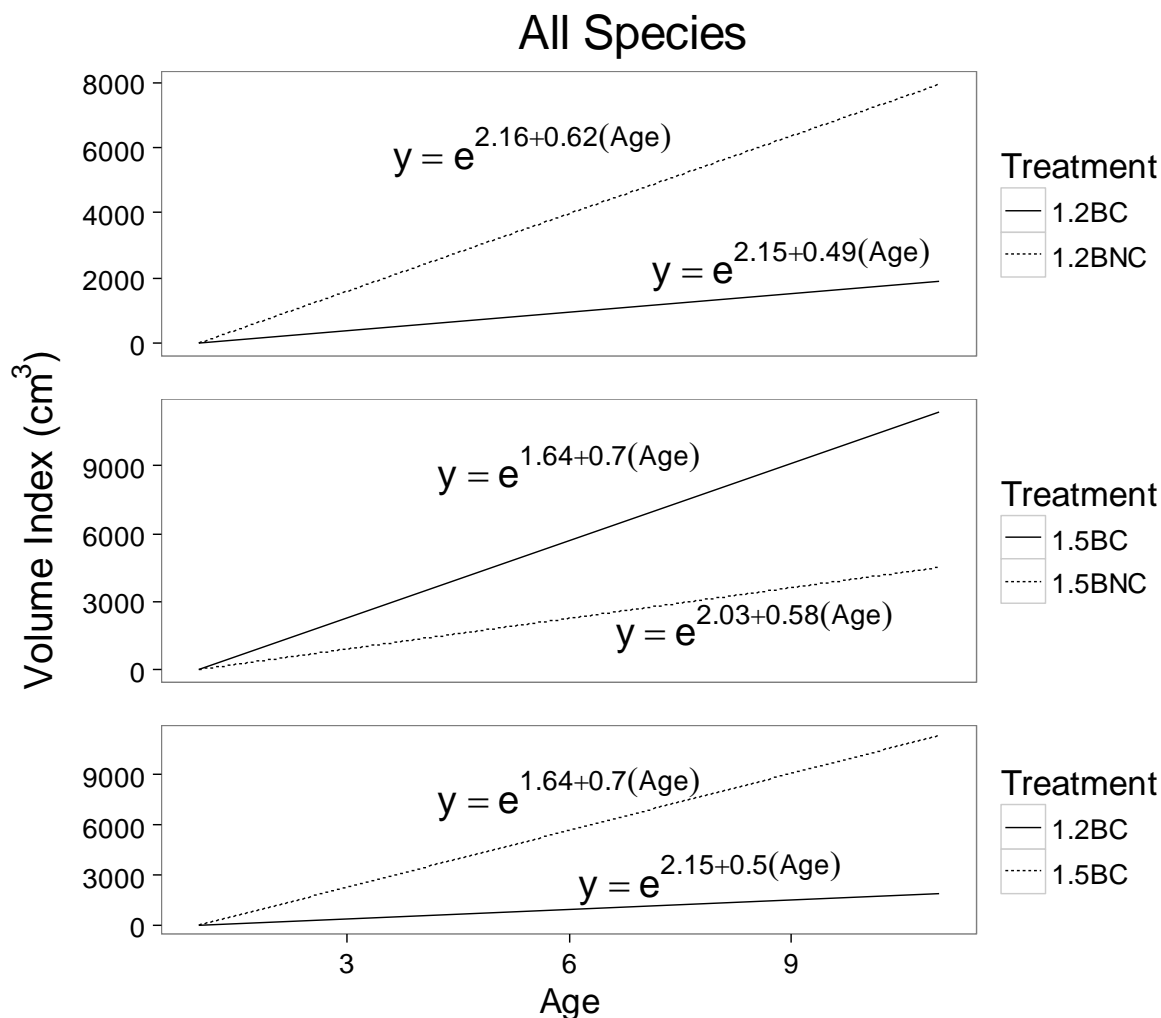 All Species
Volume Index (cm³)
8000
6000
4000
2000
0
y = e^2.16+0.62(Age)
y = e^2.15+0.49(Age)
Treatment
1.2BC
1.2BNC
9000
6000
3000
0
y = e^1.64+0.7(Age)
y = e^2.03+0.58(Age)
Treatment
1.5BC
1.5BNC
9000
6000
3000
0
y = e^1.64+0.7(Age)
y = e^2.15+0.5(Age)
Treatment
1.2BC
1.5BC
3 6 9
Age